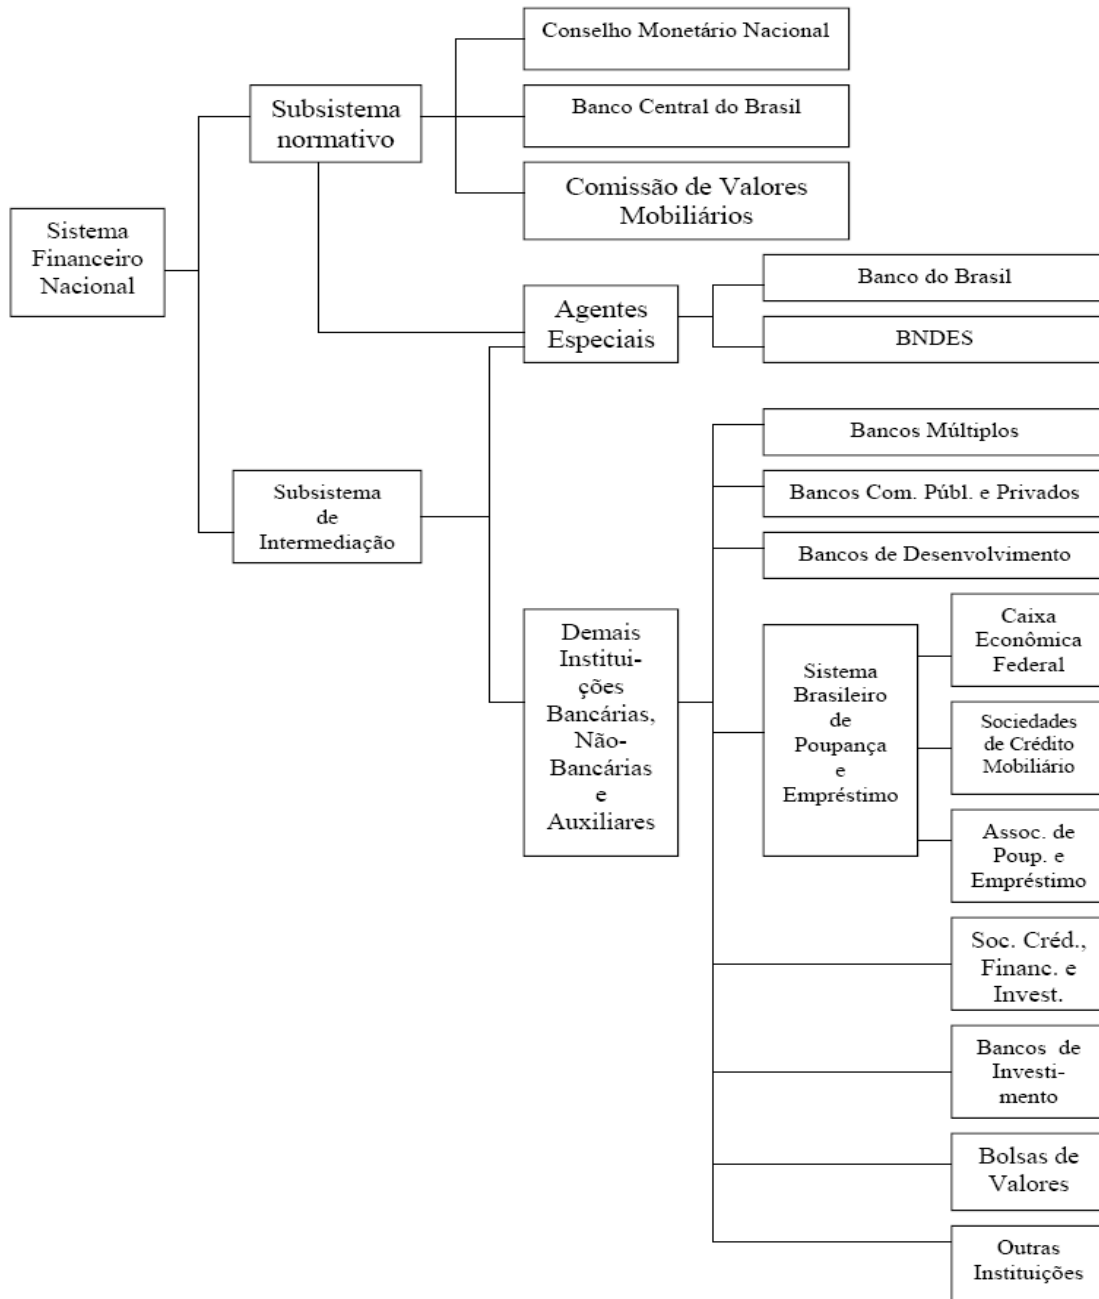 Conselho Monetário Nacional
Subsistema
normativo
Banco Central do Brasil
Comissão de Valores
Mobiliários
Sistema
Financeiro
Nacional
Agentes
Especiais
Banco do Brasil
BNDES
Subsistema
de
Intermediação
Bancos Múltiplos
Bancos Com. Públ. e Privados
Bancos de Desenvolvimento
Demais
Institui-
ções
Bancárias,
Não-
Bancárias
e
Auxiliares
Sistema
Brasileiro
de
Poupança
e
Empréstimo
Caixa
Econômica
Federal
Sociedades
de Crédito
Mobiliário
Assoc. de
Poup. e
Empréstimo
Soc. Créd.,
Financ. e
Invest.
Bancos de
Investi-
mento
Bolsas de
Valores
Outras
Instituições